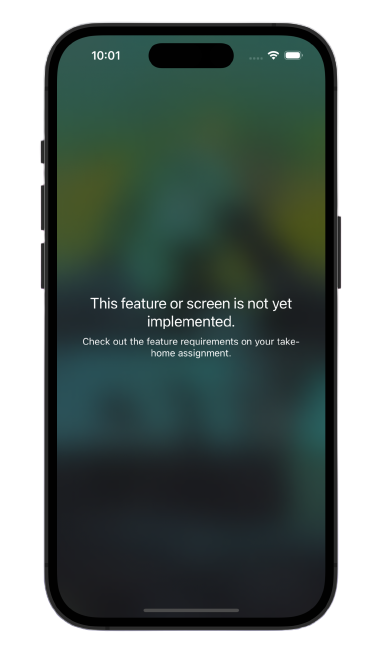 10:01
This feature or screen is not yet
implemented.
Check out the feature requirements on your take-
home assignment.